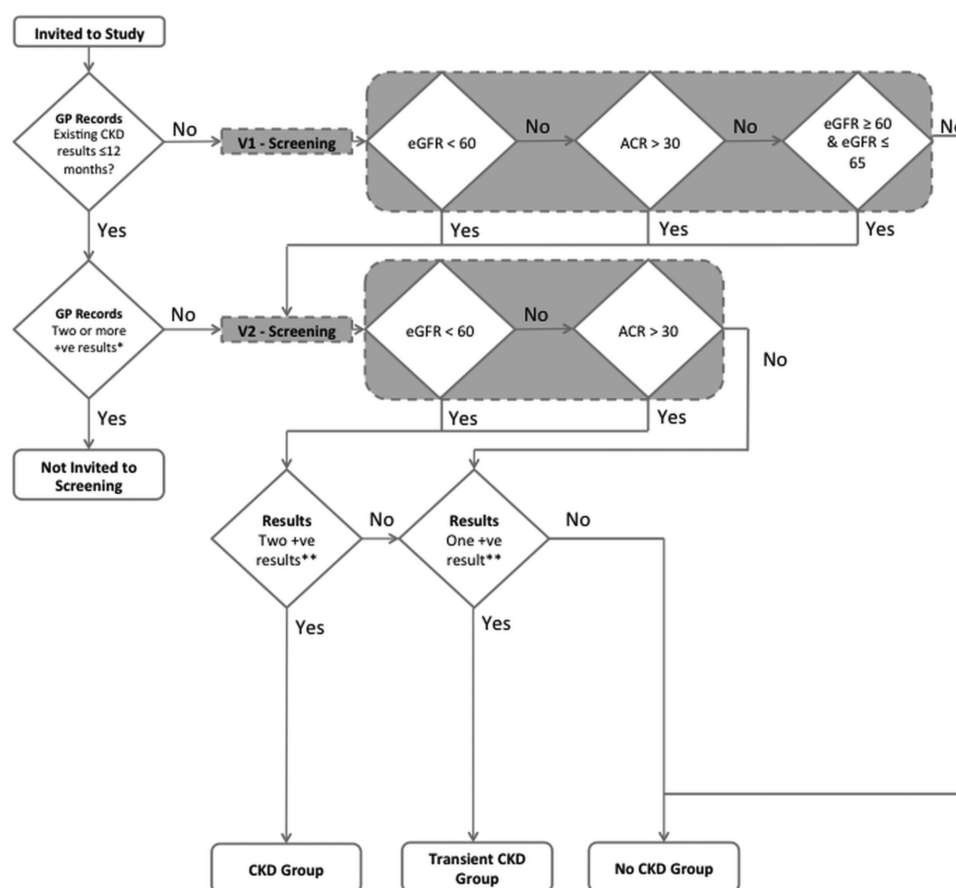 Invited to Study
GP Records
Existing CKD
results ≤12
months?
No
V1 - Screening
eGFR < 60
No
ACR > 30
No
eGFR ≥ 60
& eGFR ≤
65
No
Yes
Yes
Yes
Yes
GP Records
Two or more
+ve results*
No
V2 - Screening
eGFR < 60
No
ACR > 30
No
Yes
Yes
Yes
Not Invited to
Screening
Results
Two +ve
results**
No
Results
One +ve
result**
No
Yes
Yes
CKD Group
Transient CKD
Group
No CKD Group